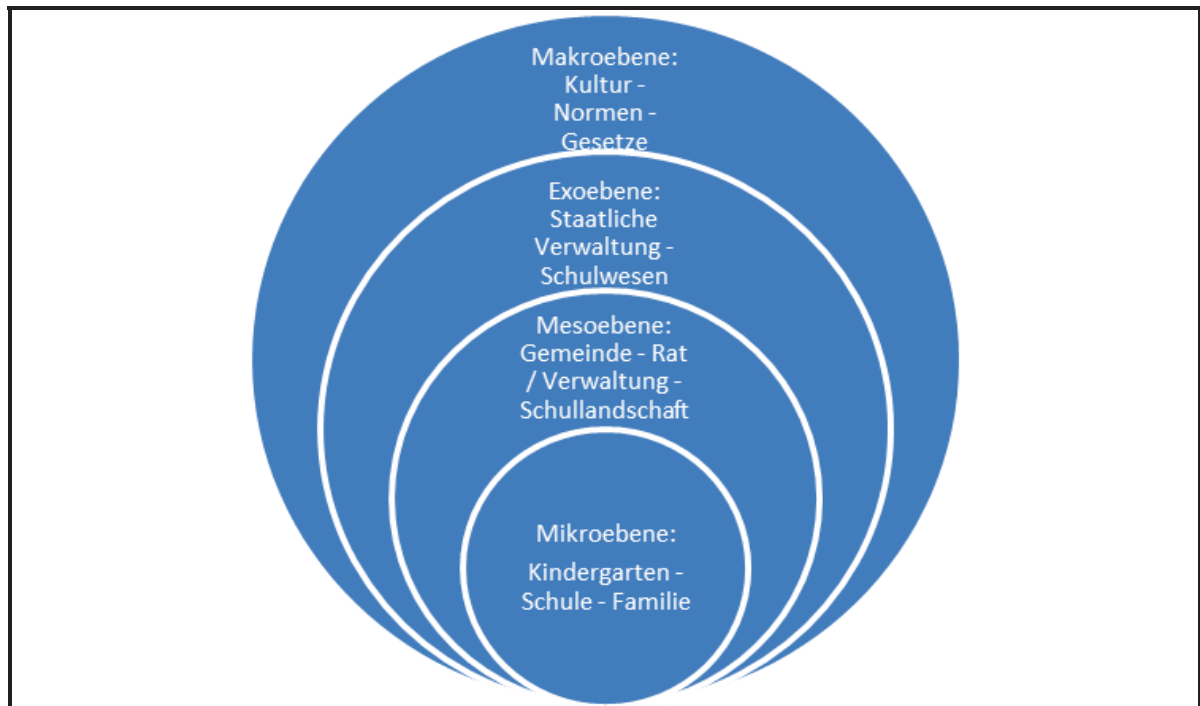 Makroebene:
Kultur -
Normen -
Gesetze
Exoebene:
Staatliche
Verwaltung -
Schulwesen
Mesoebene:
Gemeinde - Rat
/ Verwaltung -
Schullandschaft
Mikroebene:
Kindergarten -
Schule - Familie